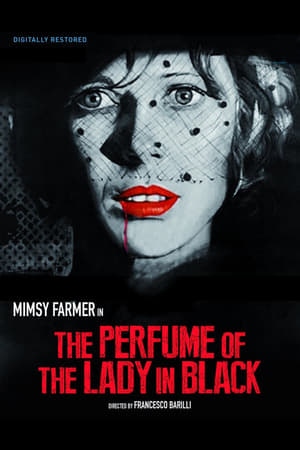 DIGITALLY RESTORED
MIMSY FARMER IN
THE PERFUME OF
THE LADY IN BLACK
DIRECTED BY FRANCESCO BARILLI